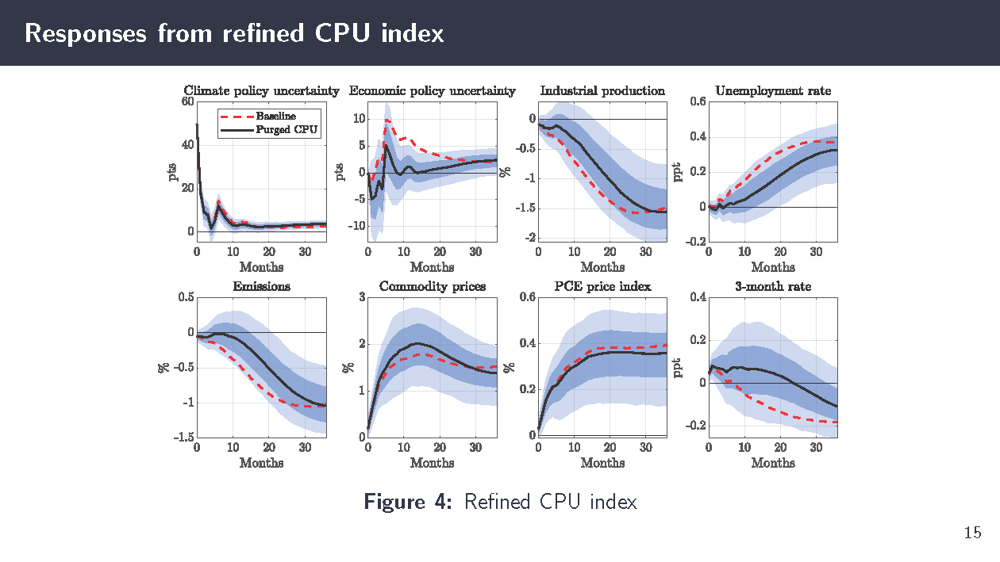 Responses from refined CPU index
Climate policy uncertainty
60
40
20
0
pts
Baseline
Purged CPU
0 10 20 30
Months
Economic policy uncertainty
10
5
0
-5
-10
pts
0 10 20 30
Months
Industrial production
0
-0.5
-1
-1.5
-2
%
0 10 20 30
Months
Unemployment rate
0.6
0.4
0.2
0
-0.2
ppt
0 10 20 30
Months
Emissions
0.5
0
-0.5
-1
-1.5
%
0 10 20 30
Months
Commodity prices
3
2
1
0
%
0 10 20 30
Months
PCE price index
0.6
0.4
0.2
0
%
0 10 20 30
Months
3-month rate
0.4
0.2
0
-0.2
ppt
0 10 20 30
Months
Figure 4: Refined CPU index
15